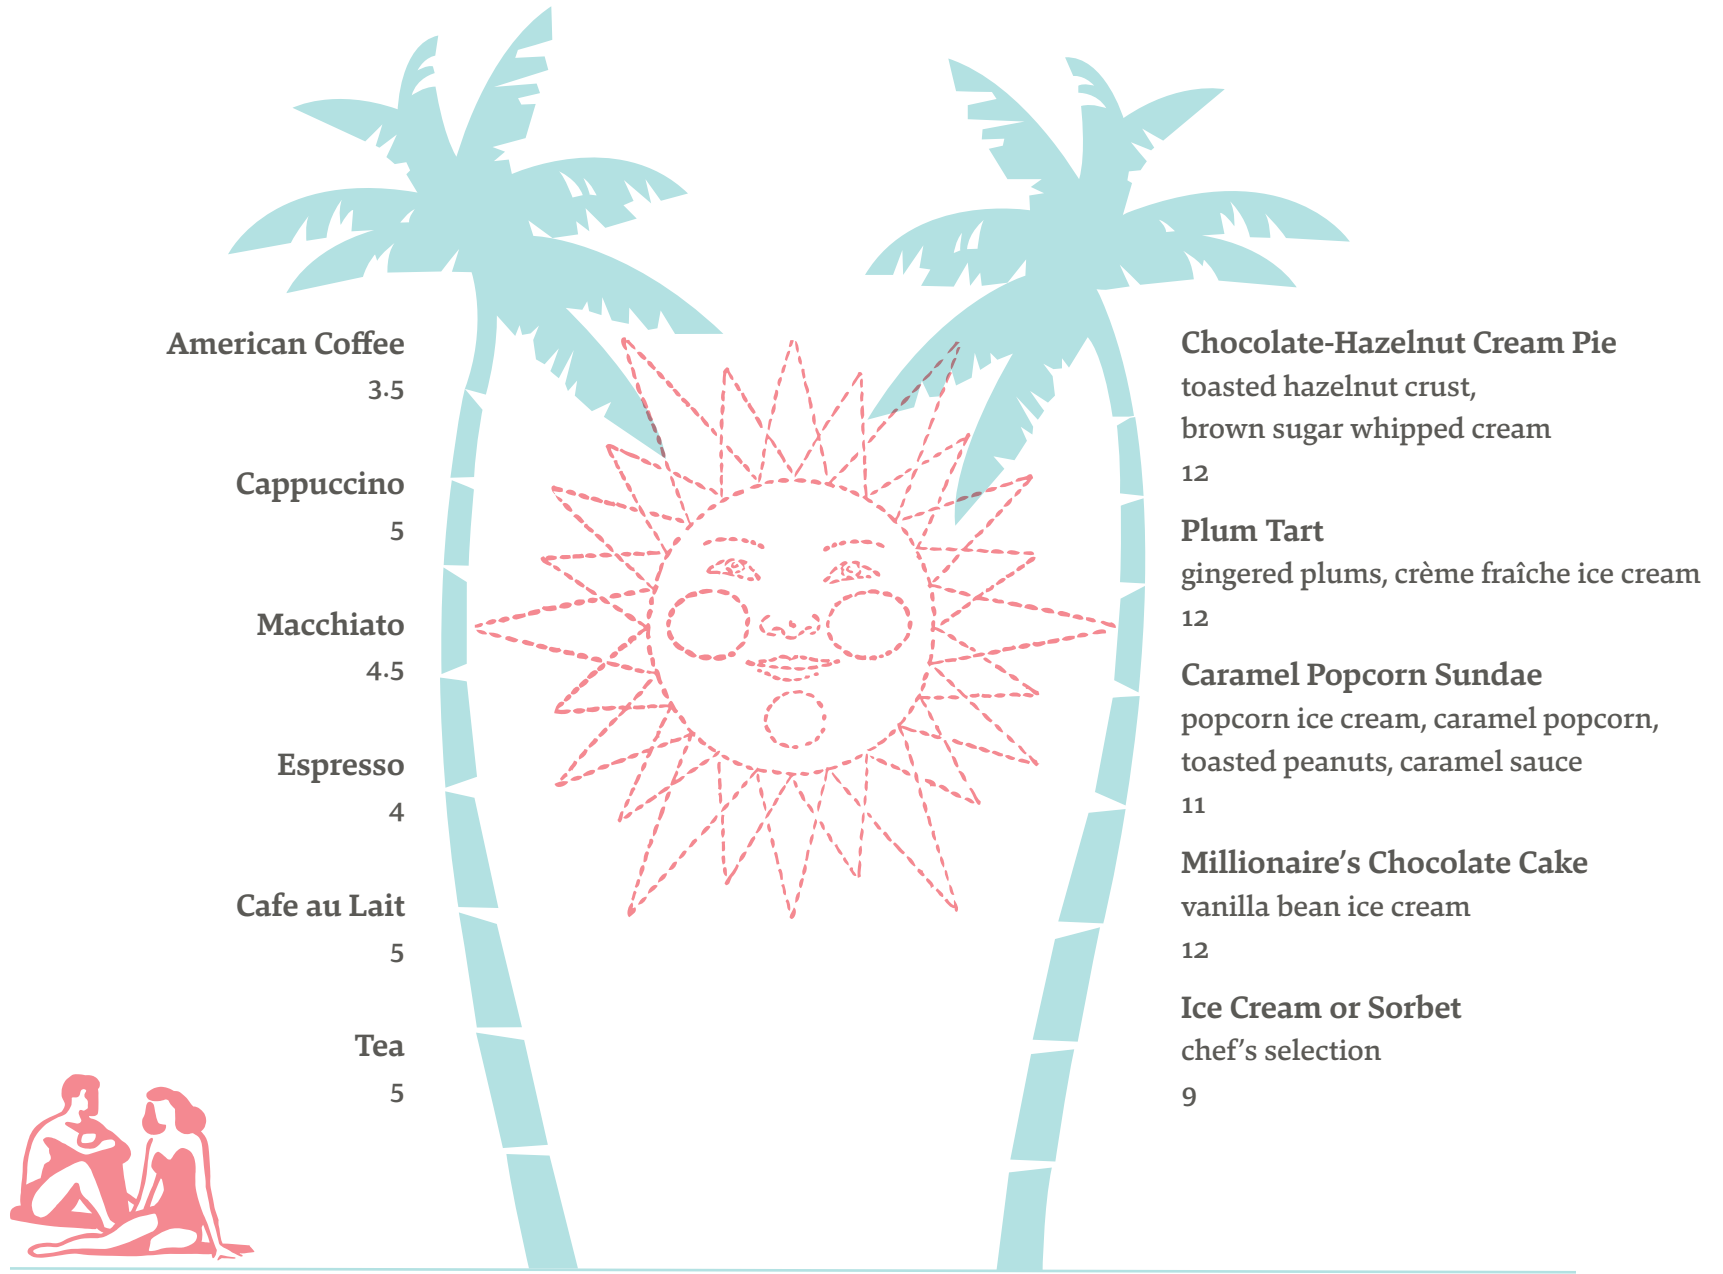 American Coffee
3.5
Cappuccino
5
Macchiato
4.5
Espresso
4
Cafe au Lait
5
Tea
5
Chocolate-Hazelnut Cream Pie
toasted hazelnut crust,
brown sugar whipped cream
12
Plum Tart
gingered plums, crème fraîche ice cream
12
Caramel Popcorn Sundae
popcorn ice cream, caramel popcorn,
toasted peanuts, caramel sauce
11
Millionaire’s Chocolate Cake
vanilla bean ice cream
12
Ice Cream or Sorbet
chef’s selection
9